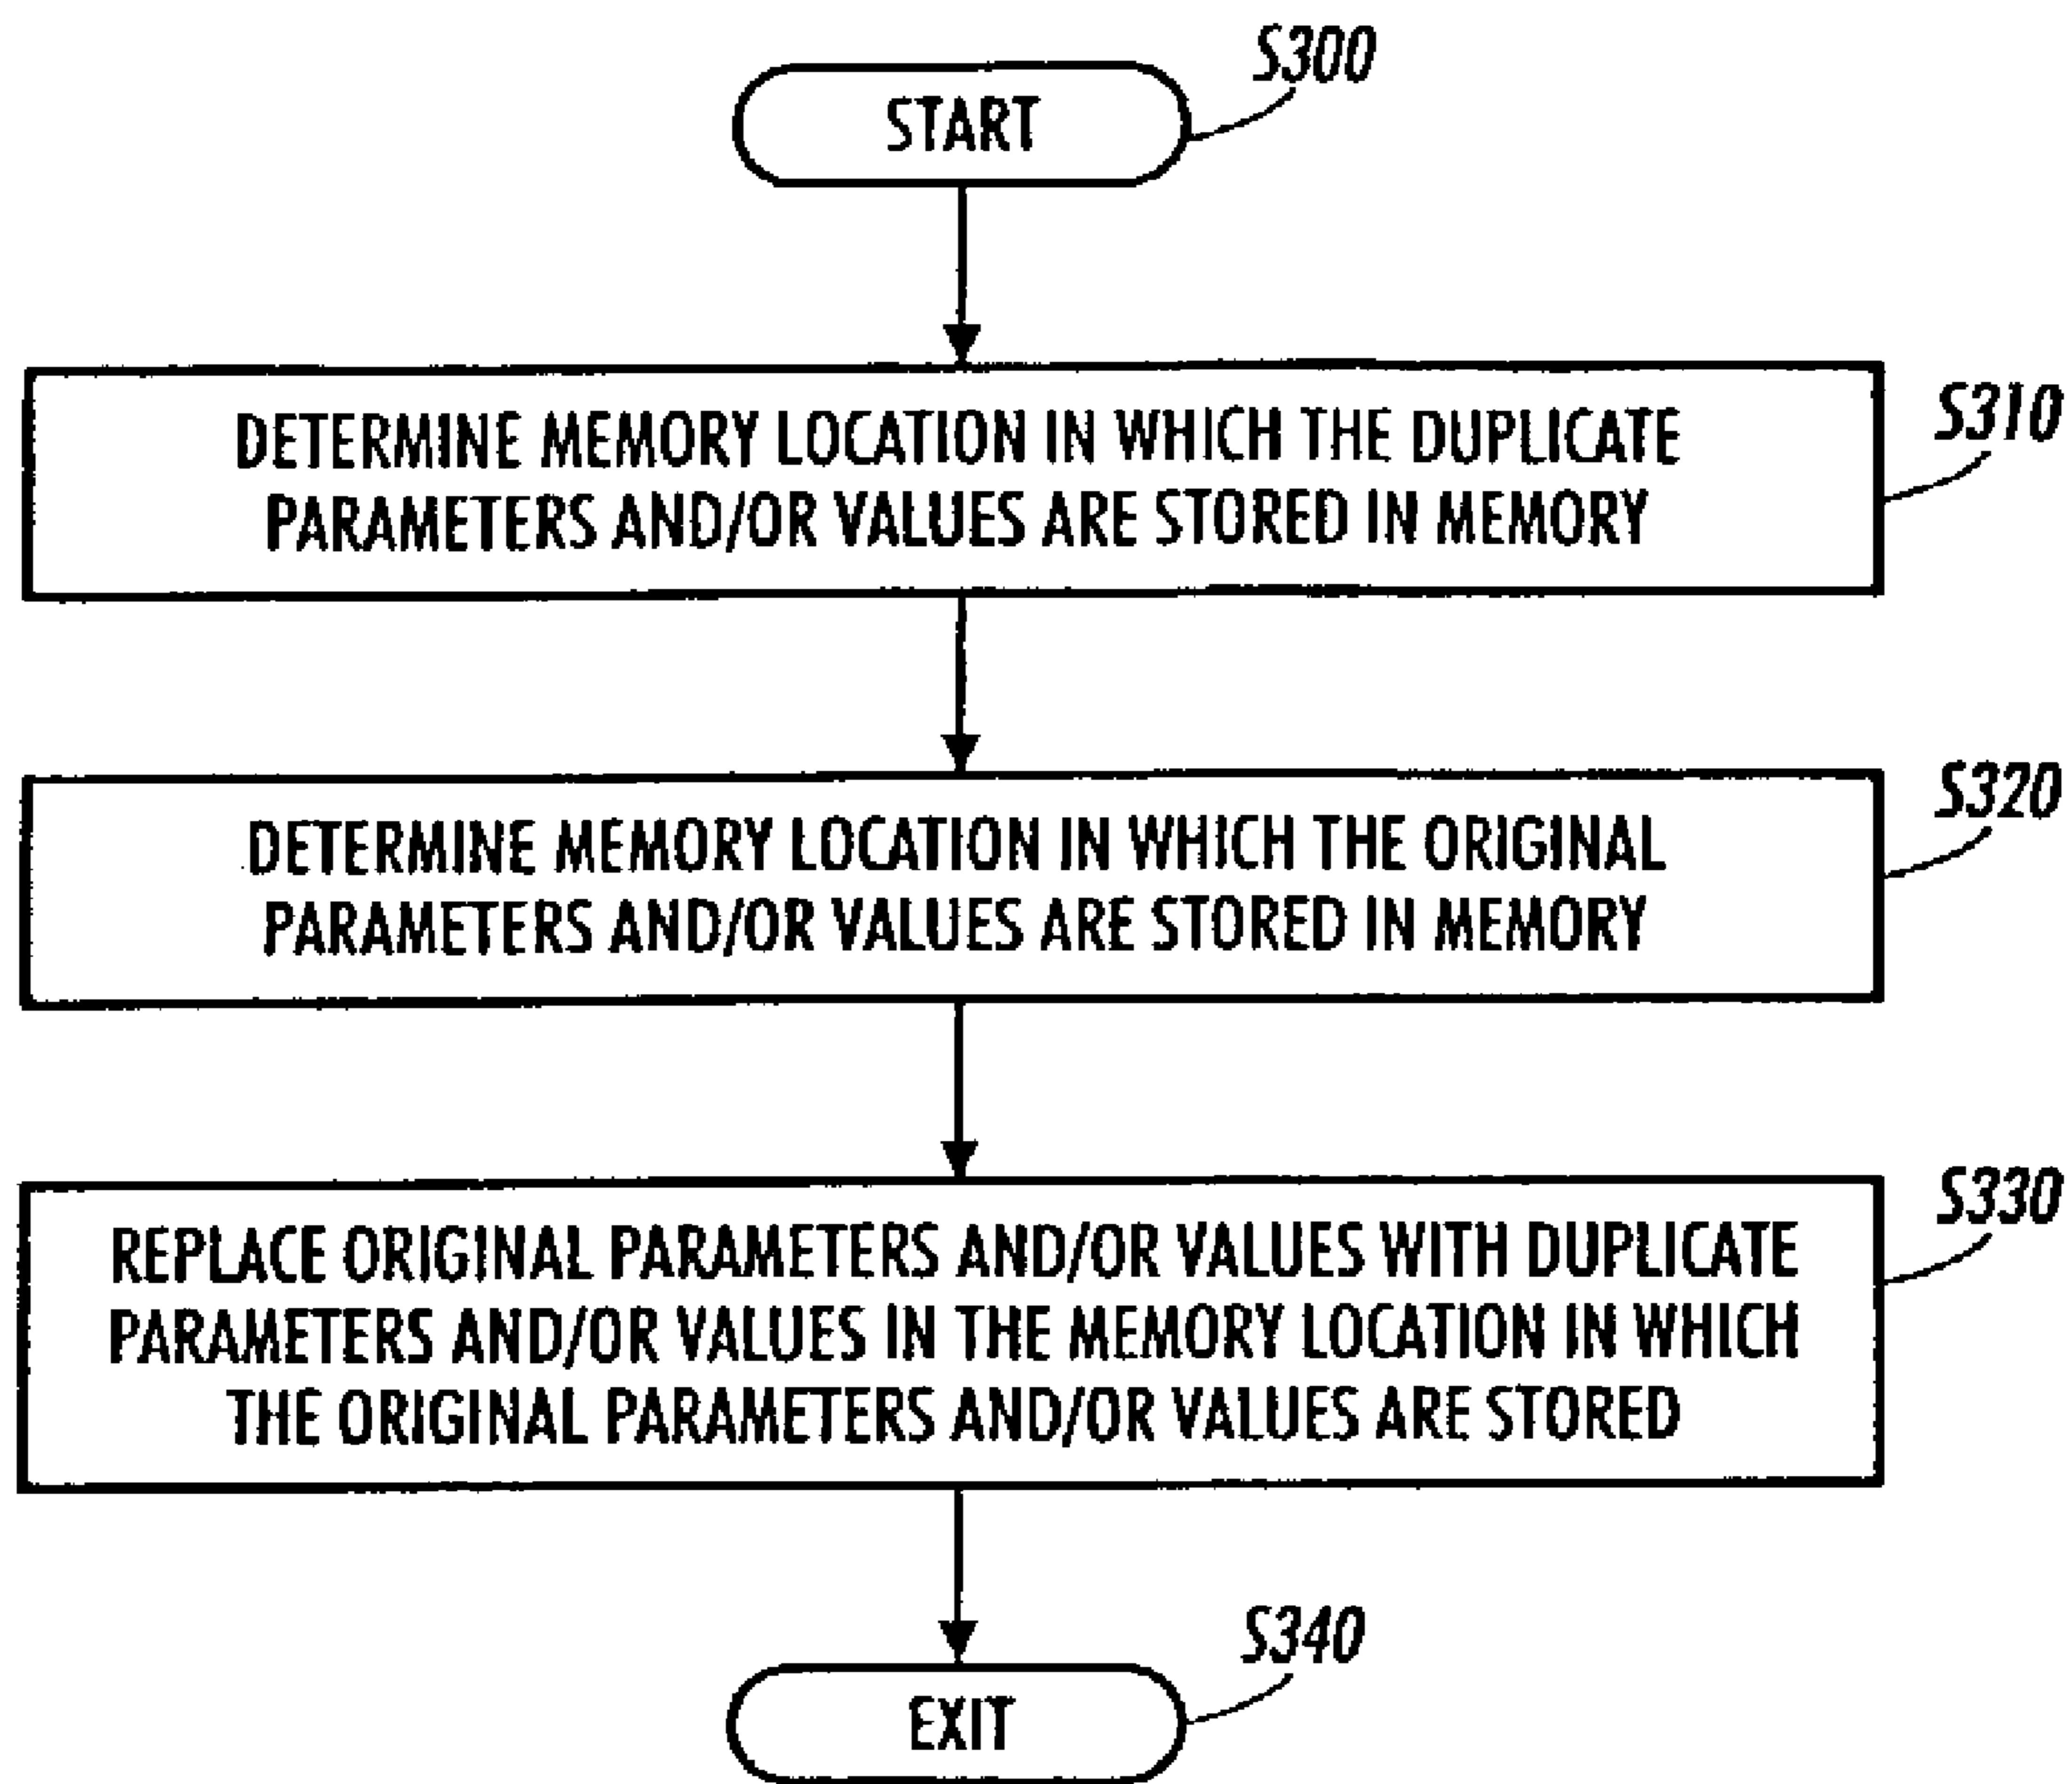 S300
START
S310
DETERMINE MEMORY LOCATION IN WHICH THE DUPLICATE
PARAMETERS AND/OR VALUES ARE STORED IN MEMORY
S320
DETERMINE MEMORY LOCATION IN WHICH THE ORIGINAL
PARAMETERS AND/OR VALUES ARE STORED IN MEMORY
S330
REPLACE ORIGINAL PARAMETERS AND/OR VALUES WITH DUPLICATE
PARAMETERS AND/OR VALUES IN THE MEMORY LOCATION IN WHICH
THE ORIGINAL PARAMETERS AND/OR VALUES ARE STORED
S340
EXIT